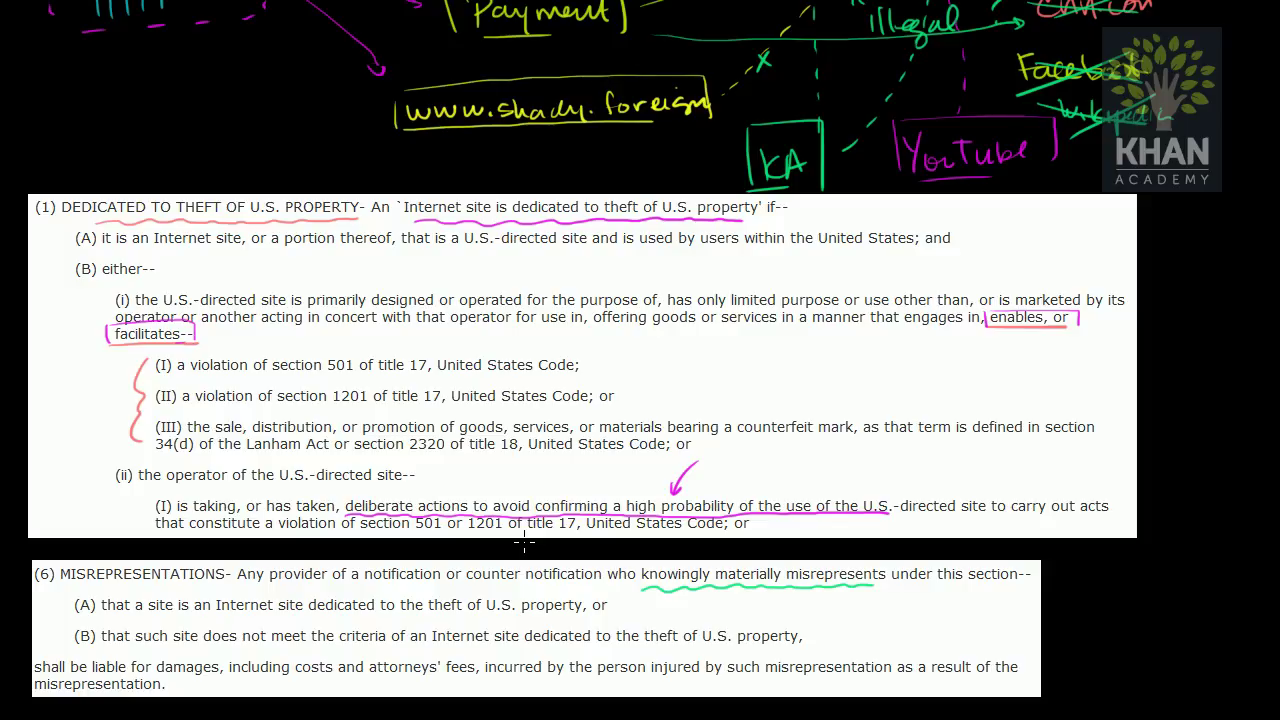 Payment
Illegal
www.shady.foreign
Facebook
KA
YouTube
KHAN
ACADEMY
(1) DEDICATED TO THEFT OF U.S. PROPERTY- An `Internet site is dedicated to theft of U.S. property' if--
(A) it is an Internet site, or a portion thereof, that is a U.S.-directed site and is used by users within the United States; and
(B) either--
(i) the U.S.-directed site is primarily designed or operated for the purpose of, has only limited purpose or use other than, or is marketed by its
operator or another acting in concert with that operator for use in, offering goods or services in a manner that engages in, enables, or
facilitates--
(I) a violation of section 501 of title 17, United States Code;
(II) a violation of section 1201 of title 17, United States Code; or
(III) the sale, distribution, or promotion of goods, services, or materials bearing a counterfeit mark, as that term is defined in section
34(d) of the Lanham Act or section 2320 of title 18, United States Code; or
(ii) the operator of the U.S.-directed site--
(I) is taking, or has taken, deliberate actions to avoid confirming a high probability of the use of the U.S.-directed site to carry out acts
that constitute a violation of section 501 or 1201 of title 17, United States Code; or
(6) MISREPRESENTATIONS- Any provider of a notification or counter notification who knowingly materially misrepresents under this section--
(A) that a site is an Internet site dedicated to the theft of U.S. property, or
(B) that such site does not meet the criteria of an Internet site dedicated to the theft of U.S. property,
shall be liable for damages, including costs and attorneys' fees, incurred by the person injured by such misrepresentation as a result of the
misrepresentation.